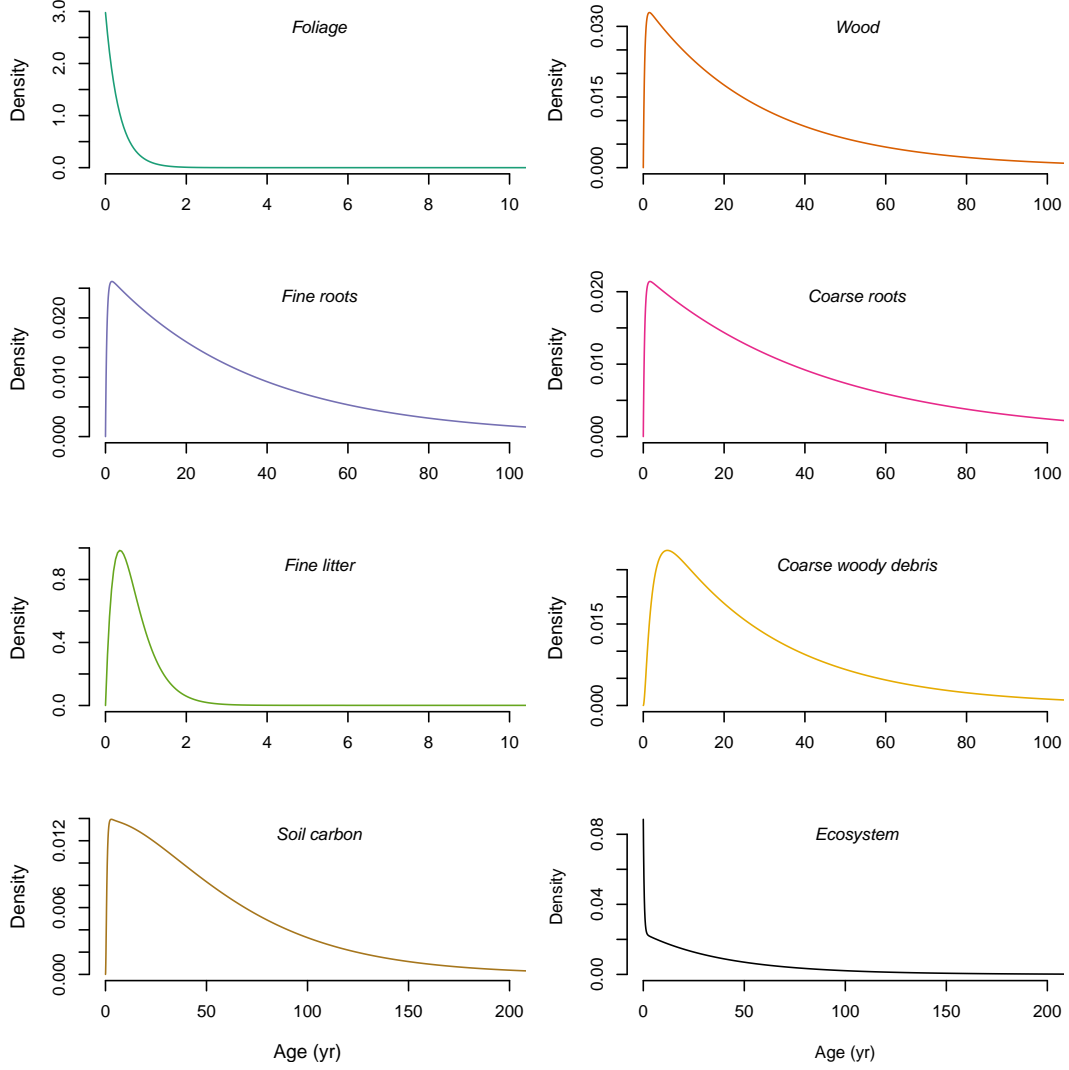 Foliage
Density
0.0 1.0 2.0 3.0
0 2 4 6 8 10
Wood
Density
0.000 0.015 0.030
0 20 40 60 80 100
Fine roots
Density
0.000 0.010 0.020
0 20 40 60 80 100
Coarse roots
Density
0.000 0.010 0.020
0 20 40 60 80 100
Fine litter
Density
0.0 0.4 0.8
0 2 4 6 8 10
Coarse woody debris
Density
0.000 0.015
0 20 40 60 80 100
Soil carbon
Density
0.000 0.006 0.012
0 50 100 150 200
Age (yr)
Ecosystem
Density
0.00 0.04 0.08
0 50 100 150 200
Age (yr)